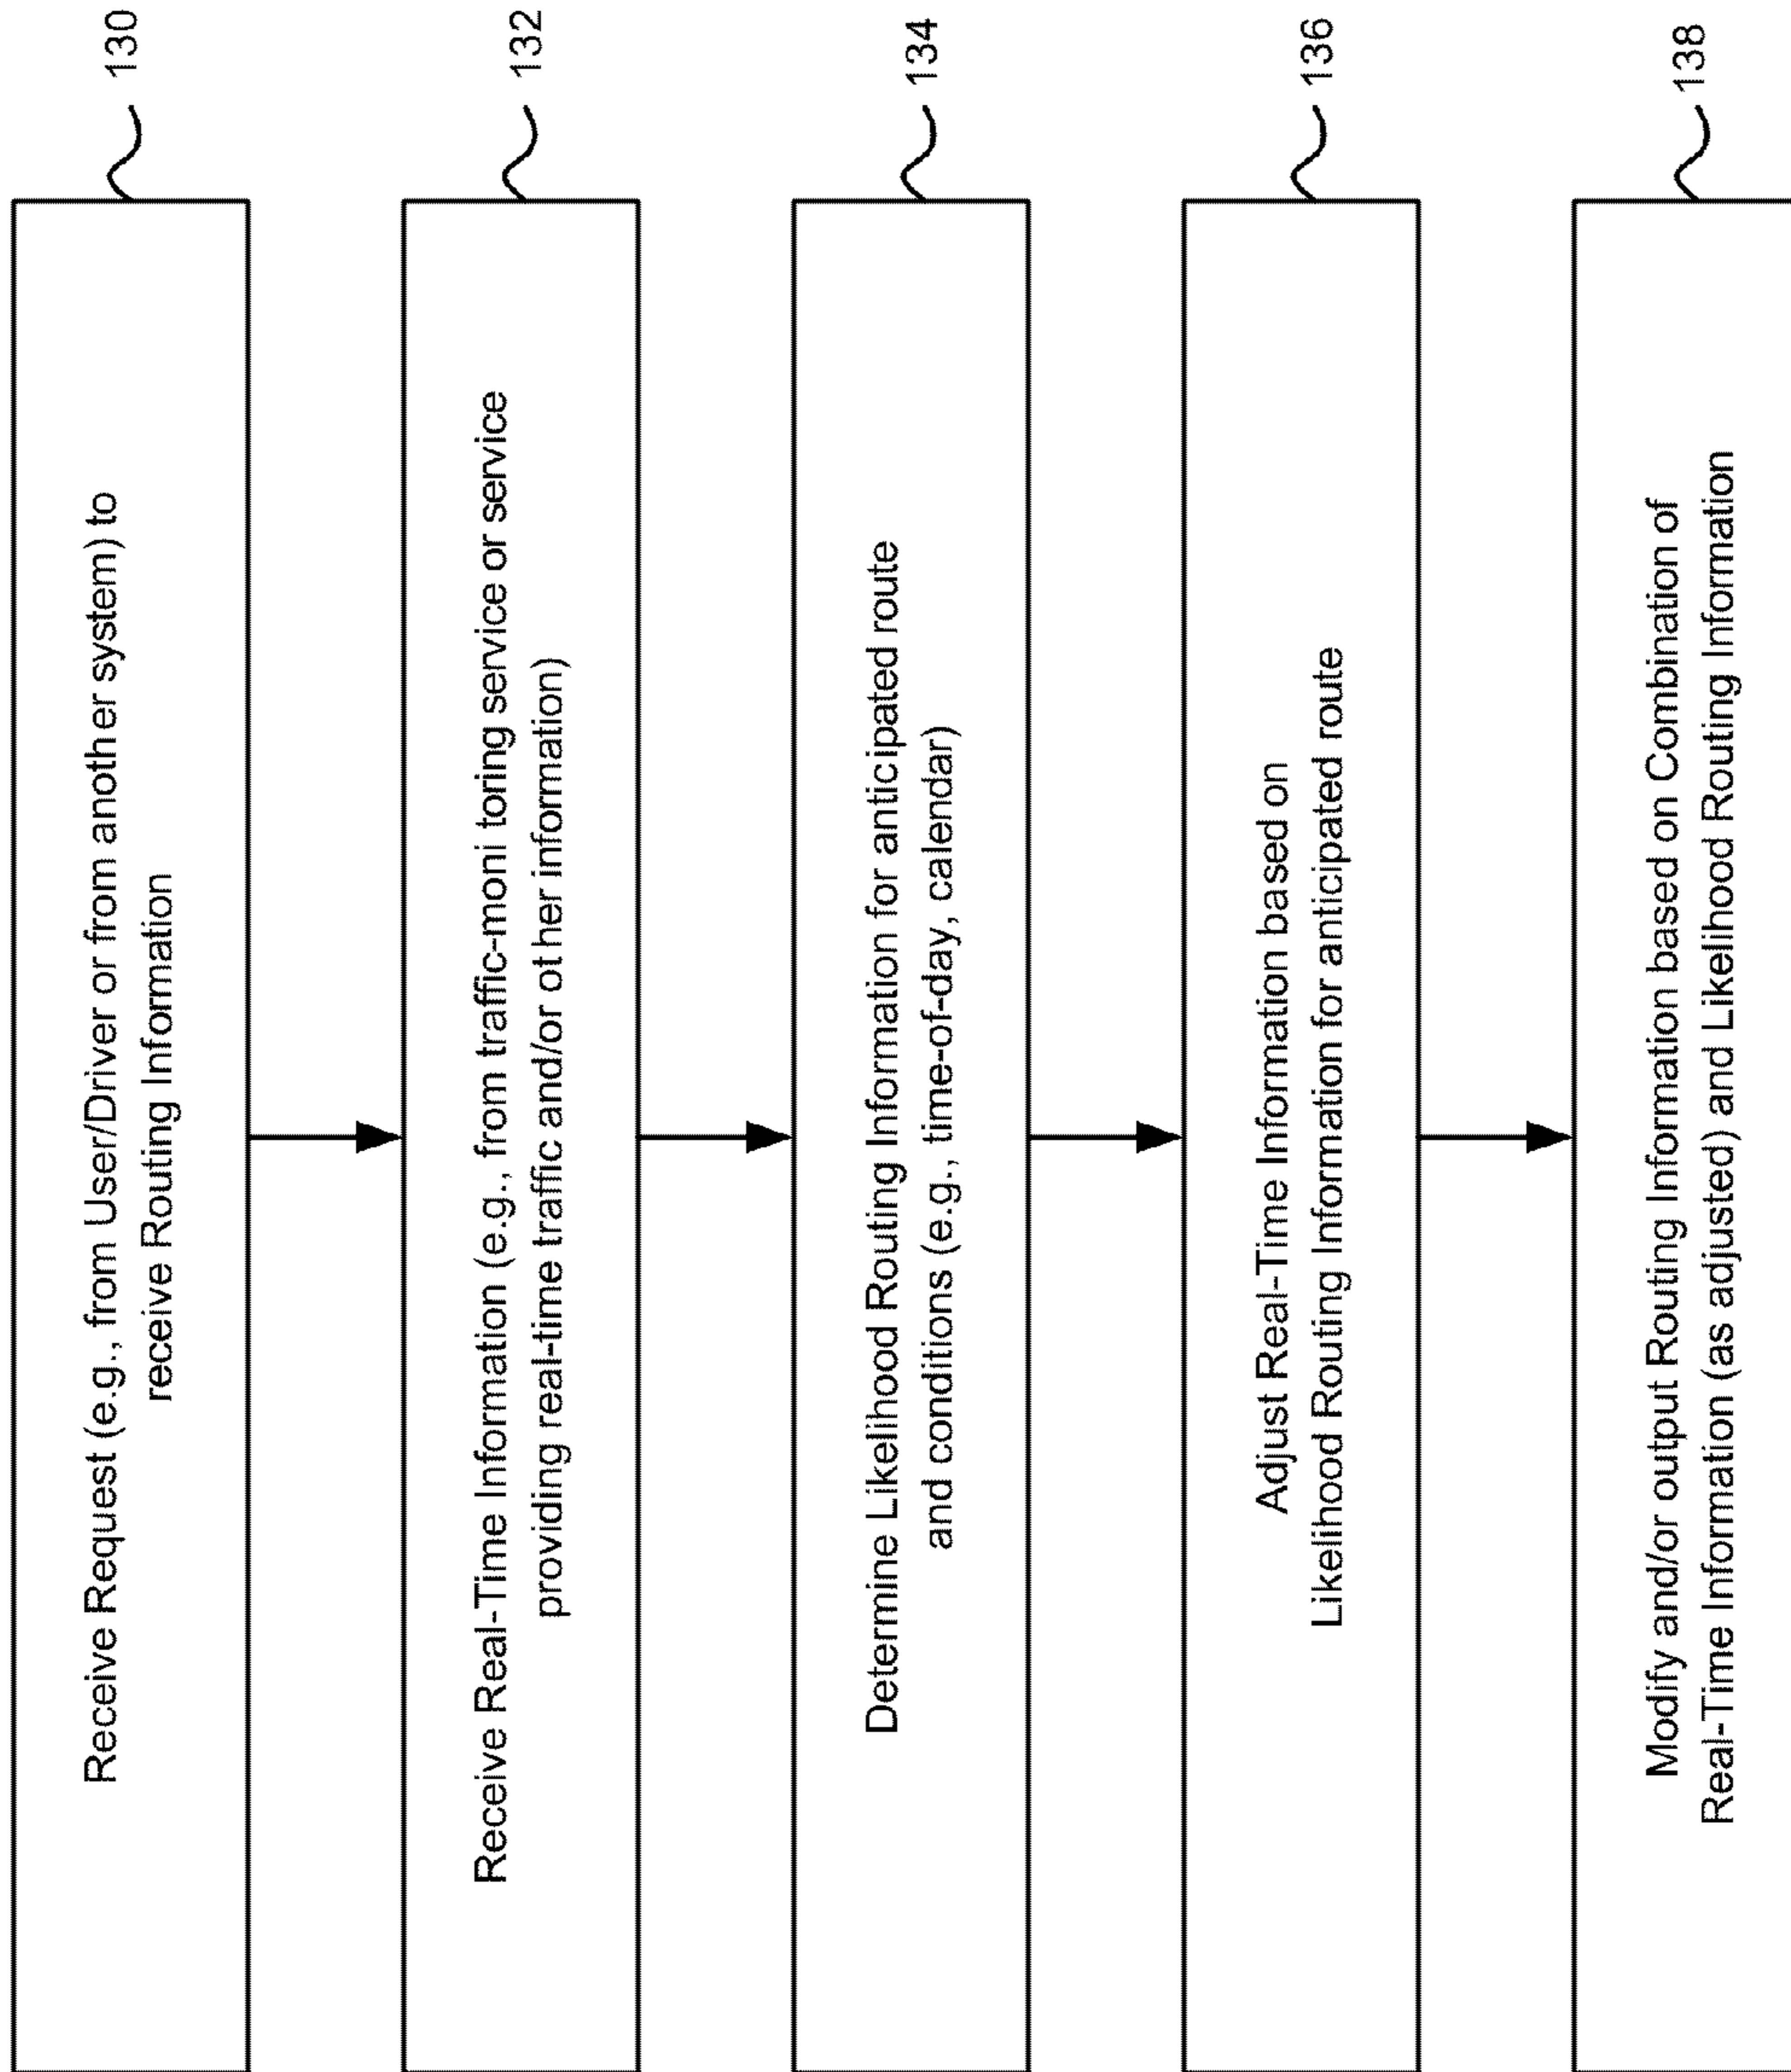 Receive Request (e.g., from User/Driver or from another system) to
receive Routing Information
130
Receive Real-Time Information (e.g., from traffic-moni toring service or service
providing real-time traffic and/or other information)
132
Determine Likelihood Routing Information for anticipated route
and conditions (e.g., time-of-day, calendar)
134
Adjust Real-Time Information based on
Likelihood Routing Information for anticipated route
136
Modify and/or output Routing Information based on Combination of
Real-Time Information (as adjusted) and Likelihood Routing Information
138